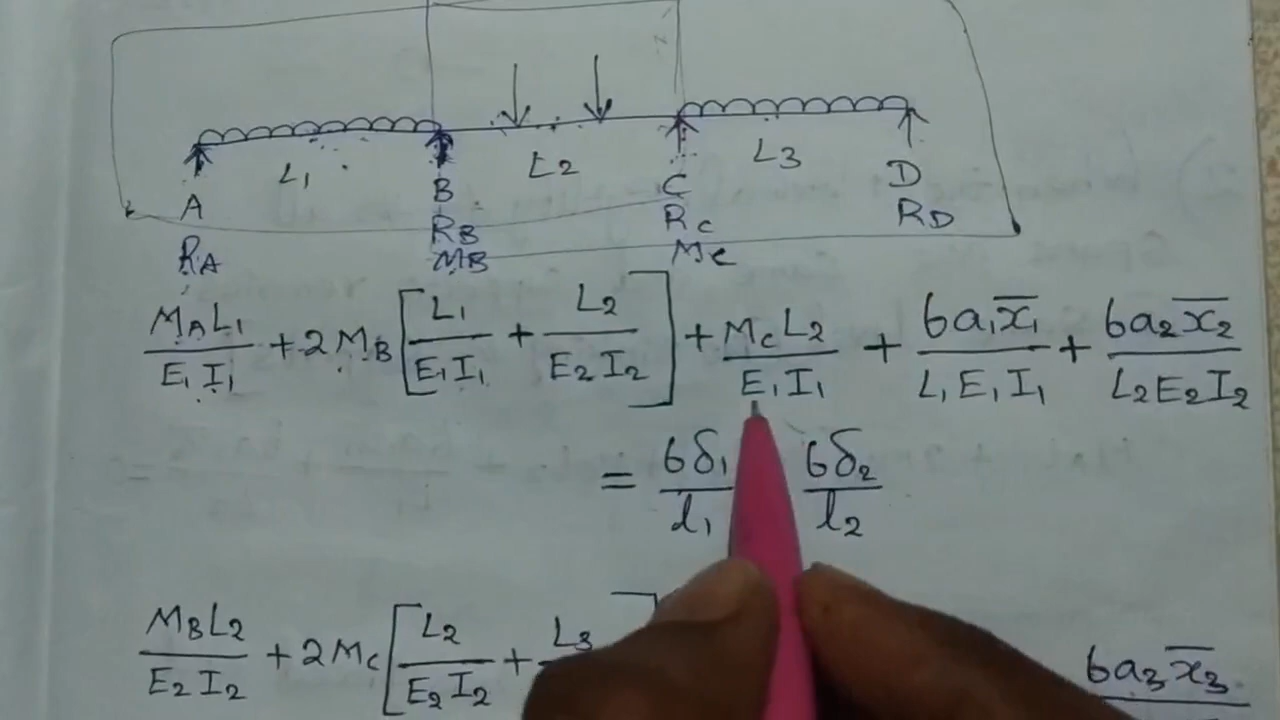 L1 L2 L3
A B C D
RA RB Rc RD
MB Mc
MAL1/E1I1 + 2MB[L1/E1I1 + L2/E2I2] + McL2/E1I1 + 6a1x̄1/L1E1I1 + 6a2x̄2/L2E2I2
= 6δ1/l1 6δ2/l2
MBL2/E2I2 + 2Mc[L2/E2I2 + L3 ] 6a3x̄3